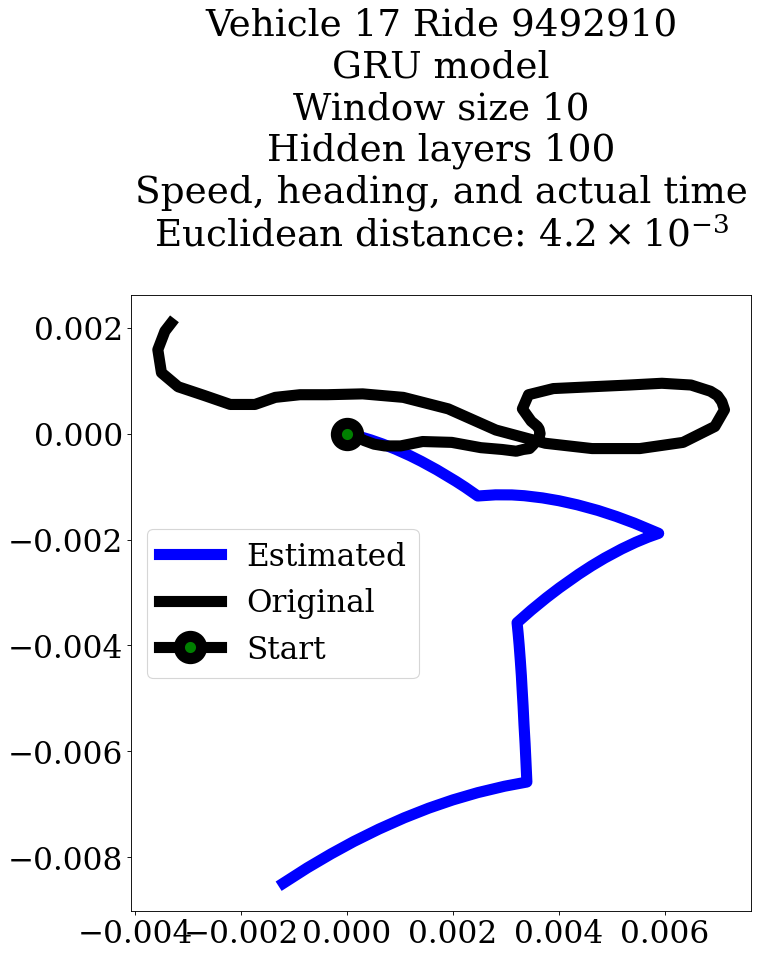 Vehicle 17 Ride 9492910
GRU model
Window size 10
Hidden layers 100
Speed, heading, and actual time
Euclidean distance: 4.2 × 10⁻³
0.002
0.000
−0.002
−0.004
−0.006
−0.008
Estimated
Original
Start
−0.004 −0.002 0.000 0.002 0.004 0.006